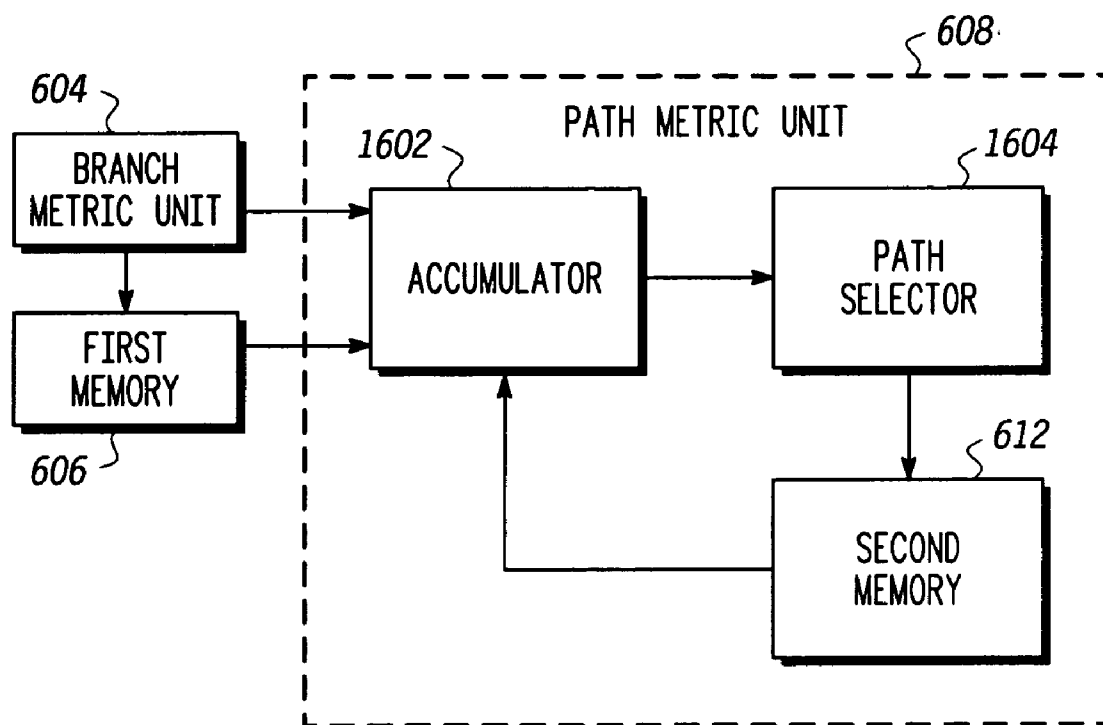 608
604
PATH METRIC UNIT
1602
1604
BRANCH
METRIC UNIT
ACCUMULATOR
PATH
SELECTOR
FIRST
MEMORY
606
612
SECOND
MEMORY